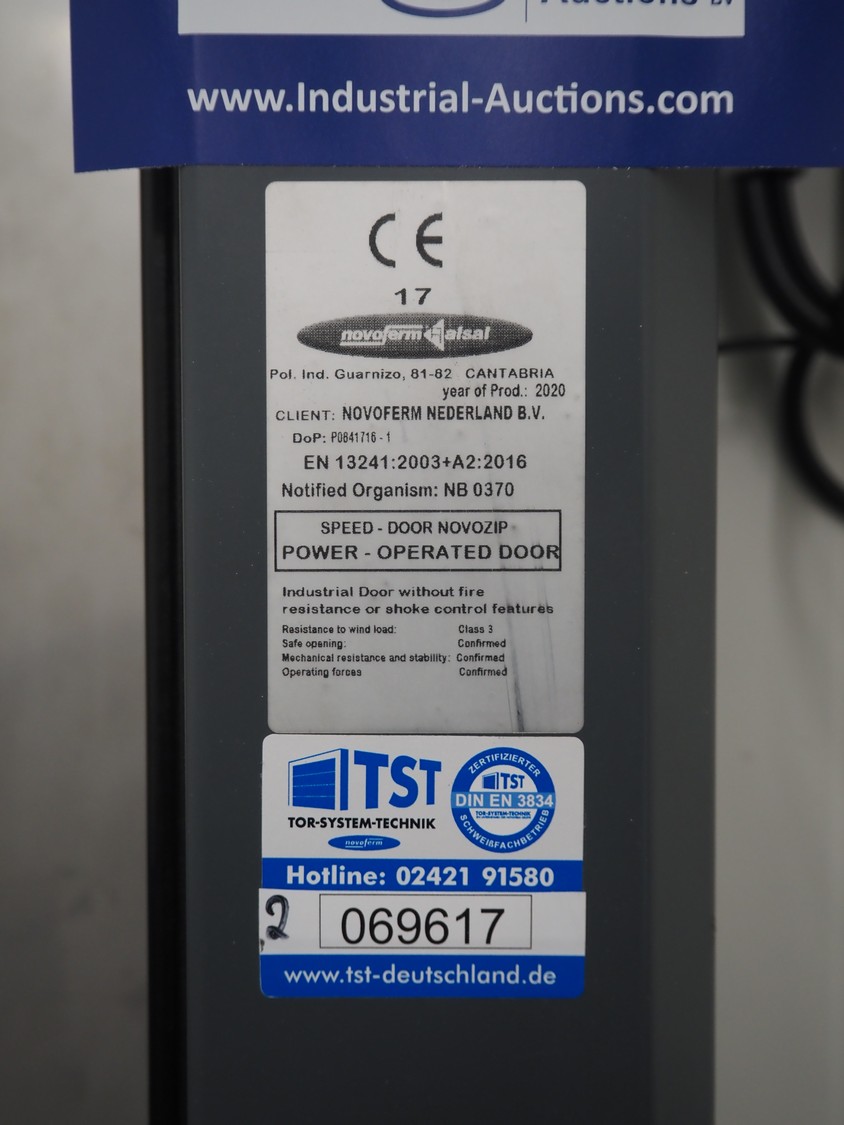 www.Industrial-Auctions.com
CE
17
novoferm alsal
Pol. Ind. Guarnizo, 81-82 CANTABRIA
year of Prod.: 2020
CLIENT: NOVOFERM NEDERLAND B.V.
DoP: P0841716 - 1
EN 13241:2003+A2:2016
Notified Organism: NB 0370
SPEED - DOOR NOVOZIP
POWER - OPERATED DOOR
Industrial Door without fire
resistance or shoke control features
Resistance to wind load: Class 3
Safe opening: Confirmed
Mechanical resistance and stability: Confirmed
Operating forces Confirmed
TST
TOR-SYSTEM-TECHNIK
novoferm
ZERTIFIZIERTER
TST
DIN EN 3834
TOR-SYSTEM-TECHNIK
SCHWEIßFACHBETRIEB
Hotline: 02421 91580
2
069617
www.tst-deutschland.de